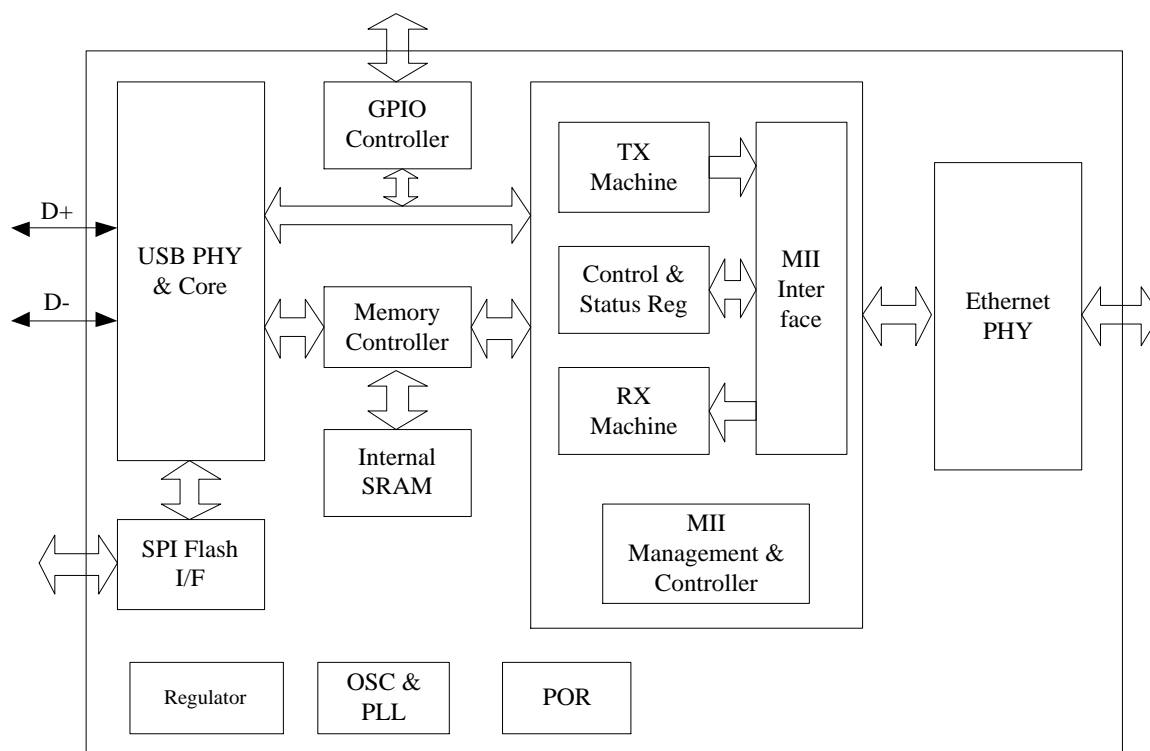 GPIO
Controller
TX
Machine
D+
USB PHY
& Core
D-
Memory
Controller
Control &
Status Reg
MII
Inter
face
Ethernet
PHY
RX
Machine
Internal
SRAM
SPI Flash
I/F
MII
Management &
Controller
Regulator
OSC &
PLL
POR